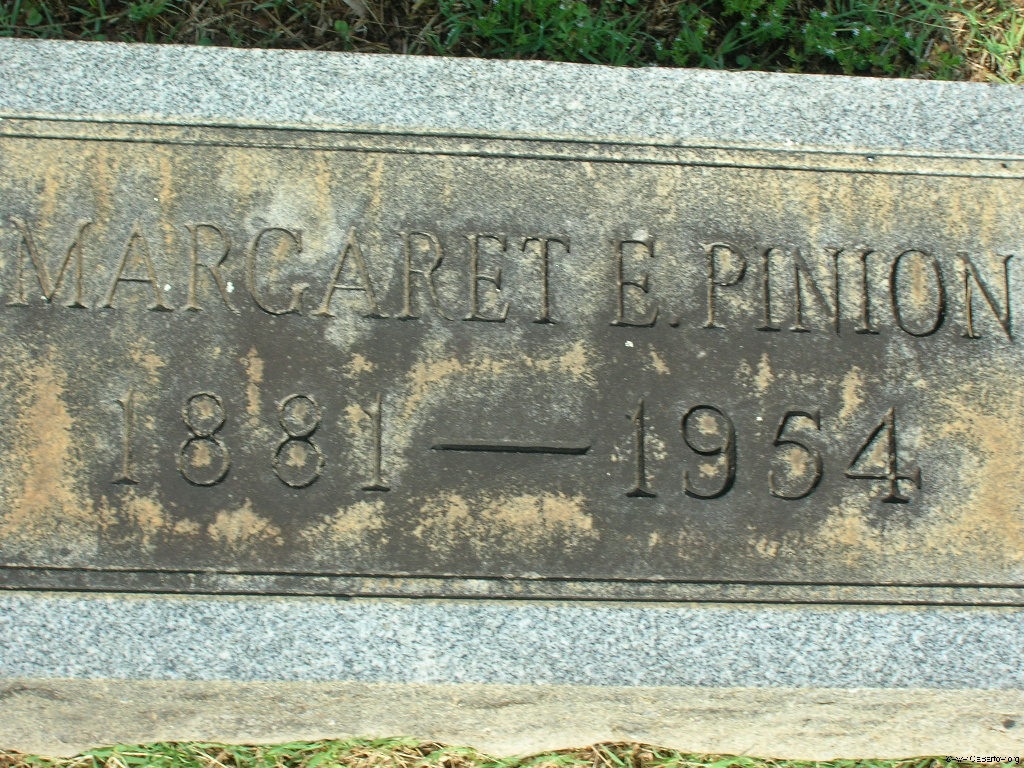 MARGARET E. PINION
1881 — 1954